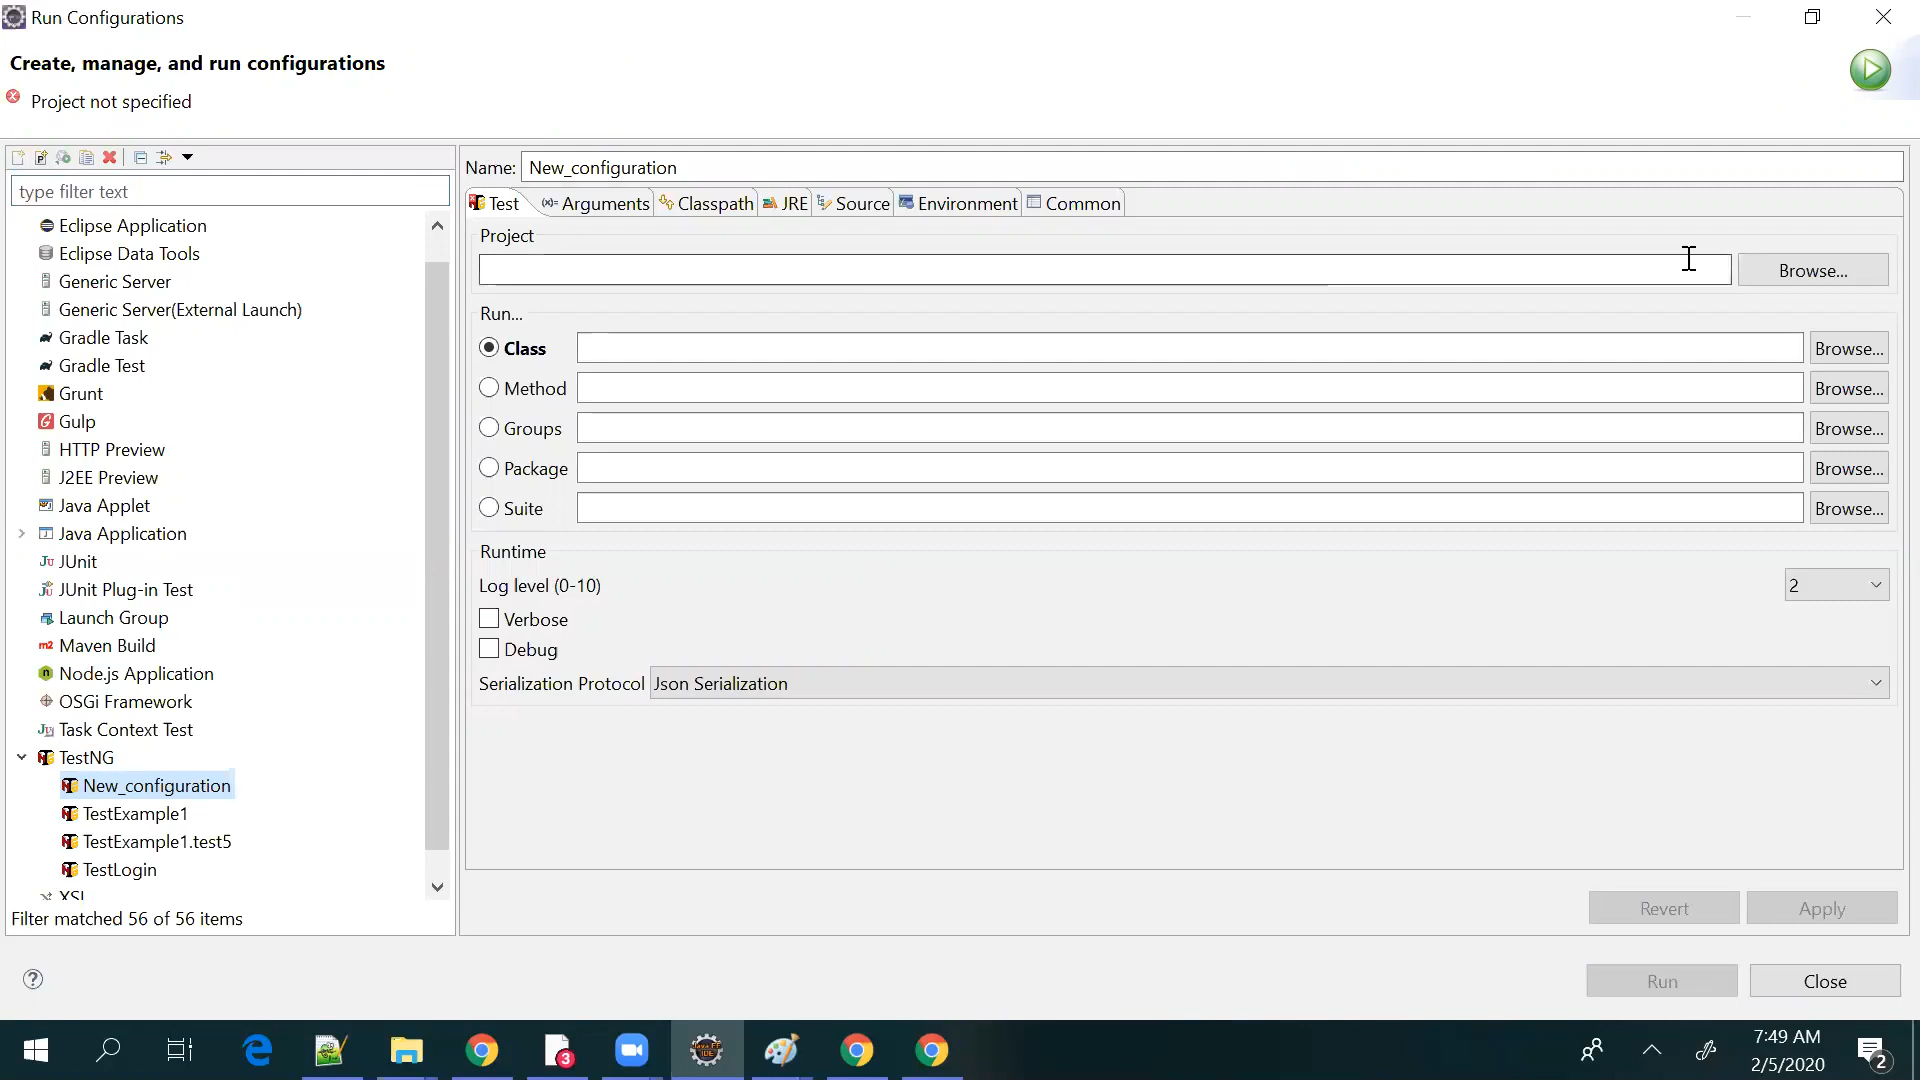 Run Configurations
Create, manage, and run configurations
Project not specified
type filter text
Eclipse Application
Eclipse Data Tools
Generic Server
Generic Server(External Launch)
Gradle Task
Gradle Test
Grunt
Gulp
HTTP Preview
J2EE Preview
Java Applet
Java Application
JUnit
JUnit Plug-in Test
Launch Group
Maven Build
Node.js Application
OSGi Framework
Task Context Test
TestNG
New_configuration
TestExample1
TestExample1.test5
TestLogin
XSL
Filter matched 56 of 56 items
Name: New_configuration
Test Arguments Classpath JRE Source Environment Common
Project
Browse...
Run...
Class Browse...
Method Browse...
Groups Browse...
Package Browse...
Suite Browse...
Runtime
Log level (0-10) 2
Verbose
Debug
Serialization Protocol Json Serialization
Revert Apply
Run Close
7:49 AM
2/5/2020
3
2